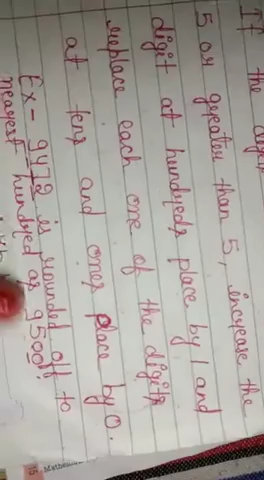 If the digit
5 or greater than 5, increase the
digit at hundreds place by 1 and
replace each one of the digits
at tens and ones place by 0.
Ex - 9472 is rounded off to
nearest hundred as 9500.